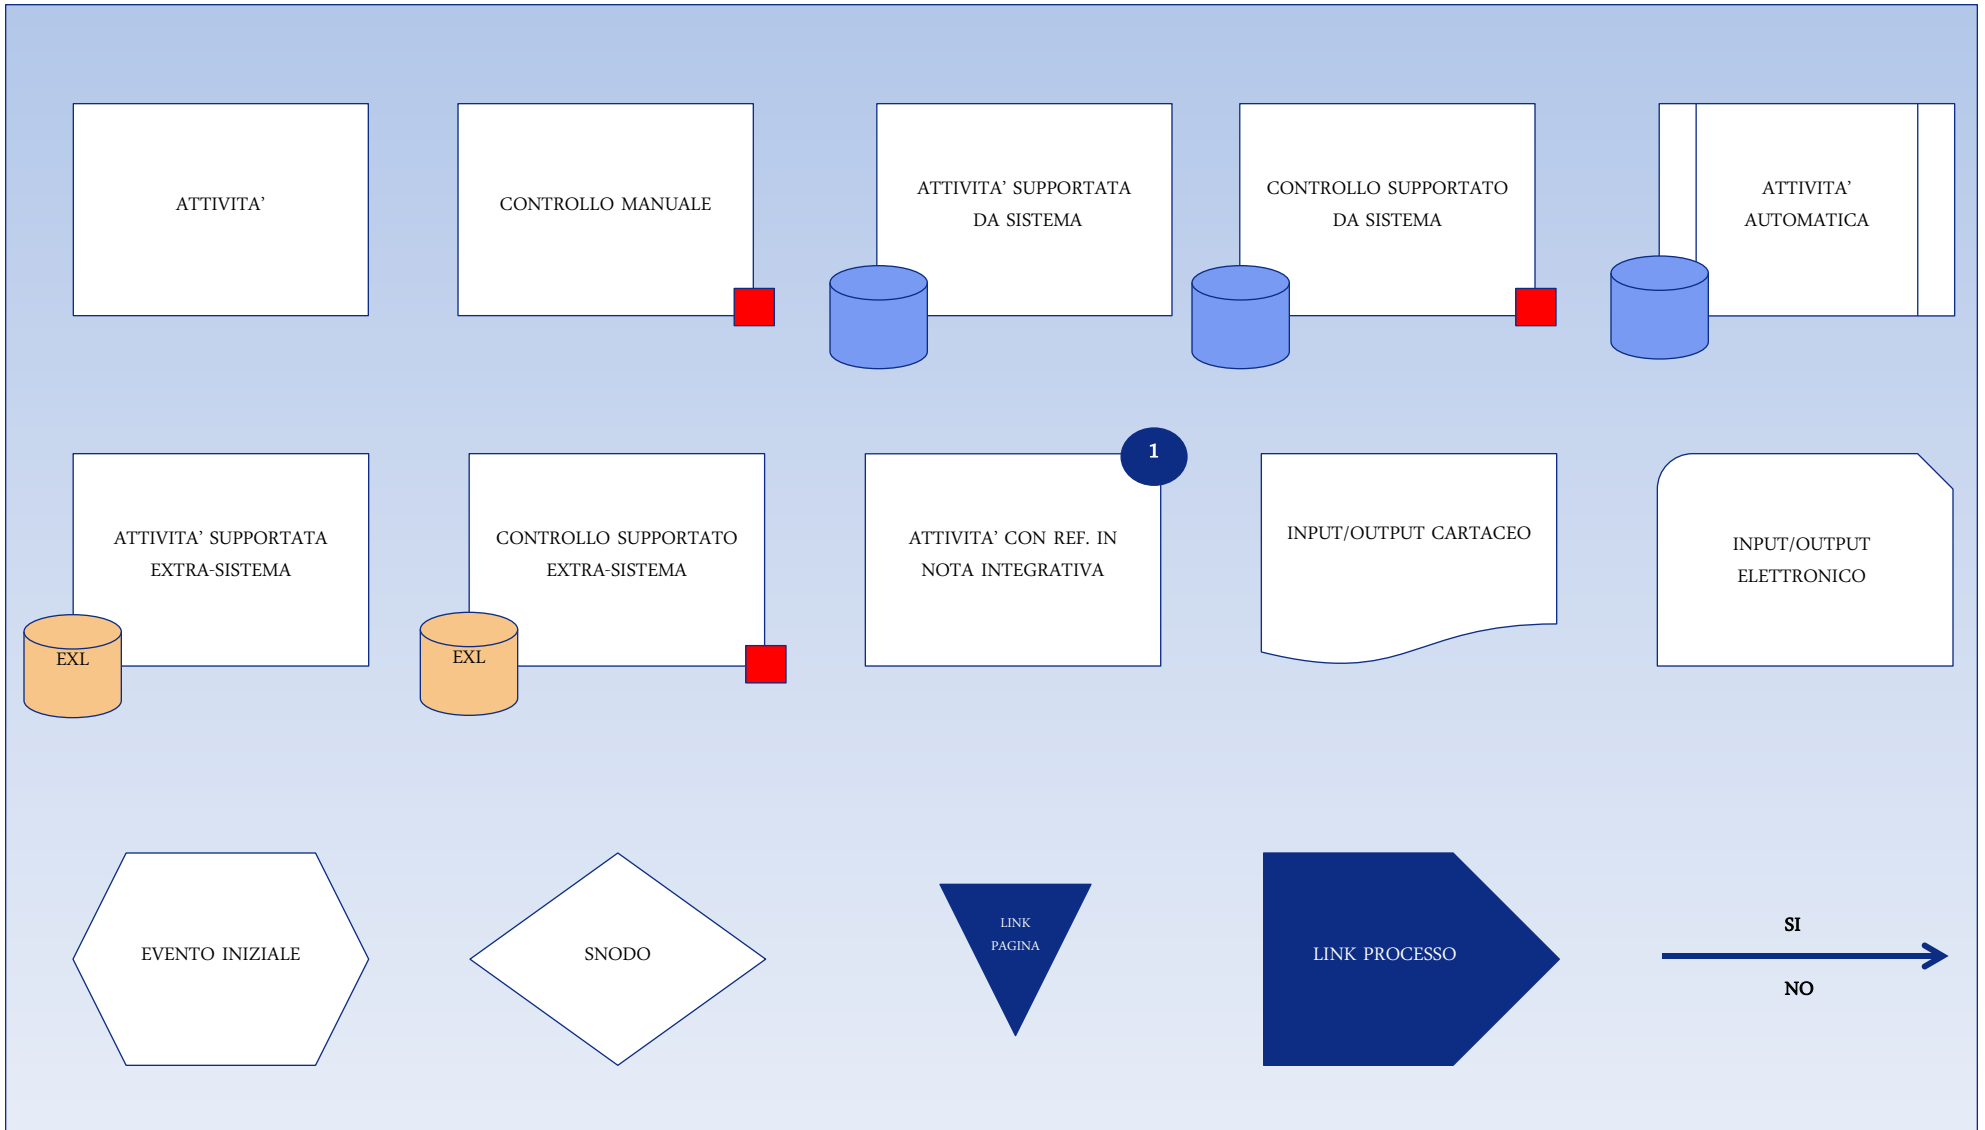 ATTIVITA’
CONTROLLO MANUALE
ATTIVITA’ SUPPORTATA
DA SISTEMA
CONTROLLO SUPPORTATO
DA SISTEMA
ATTIVITA’
AUTOMATICA
ATTIVITA’ SUPPORTATA
EXTRA-SISTEMA
EXL
CONTROLLO SUPPORTATO
EXTRA-SISTEMA
EXL
1
ATTIVITA’ CON REF. IN
NOTA INTEGRATIVA
INPUT/OUTPUT CARTACEO
INPUT/OUTPUT
ELETTRONICO
EVENTO INIZIALE
SNODO
LINK
PAGINA
LINK PROCESSO
SI
NO